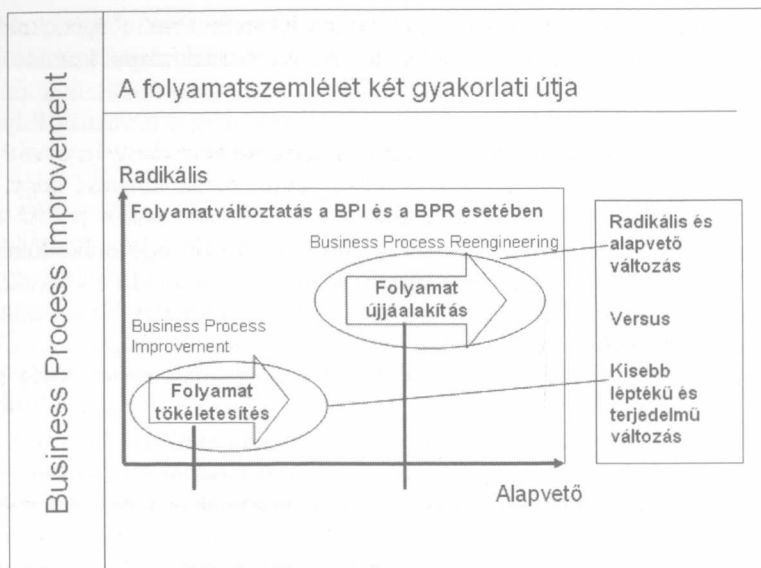 Business Process Improvement
A folyamatszemlélet két gyakorlati útja
Radikális
Folyamatváltoztatás a BPI és a BPR esetében
Business Process Reengineering
Folyamat
újjáalakítás
Business Process
Improvement
Folyamat
tökéletesítés
Alapvető
Radikális és
alapvető
változás
Versus
Kisebb
léptékű és
terjedelmű
változás